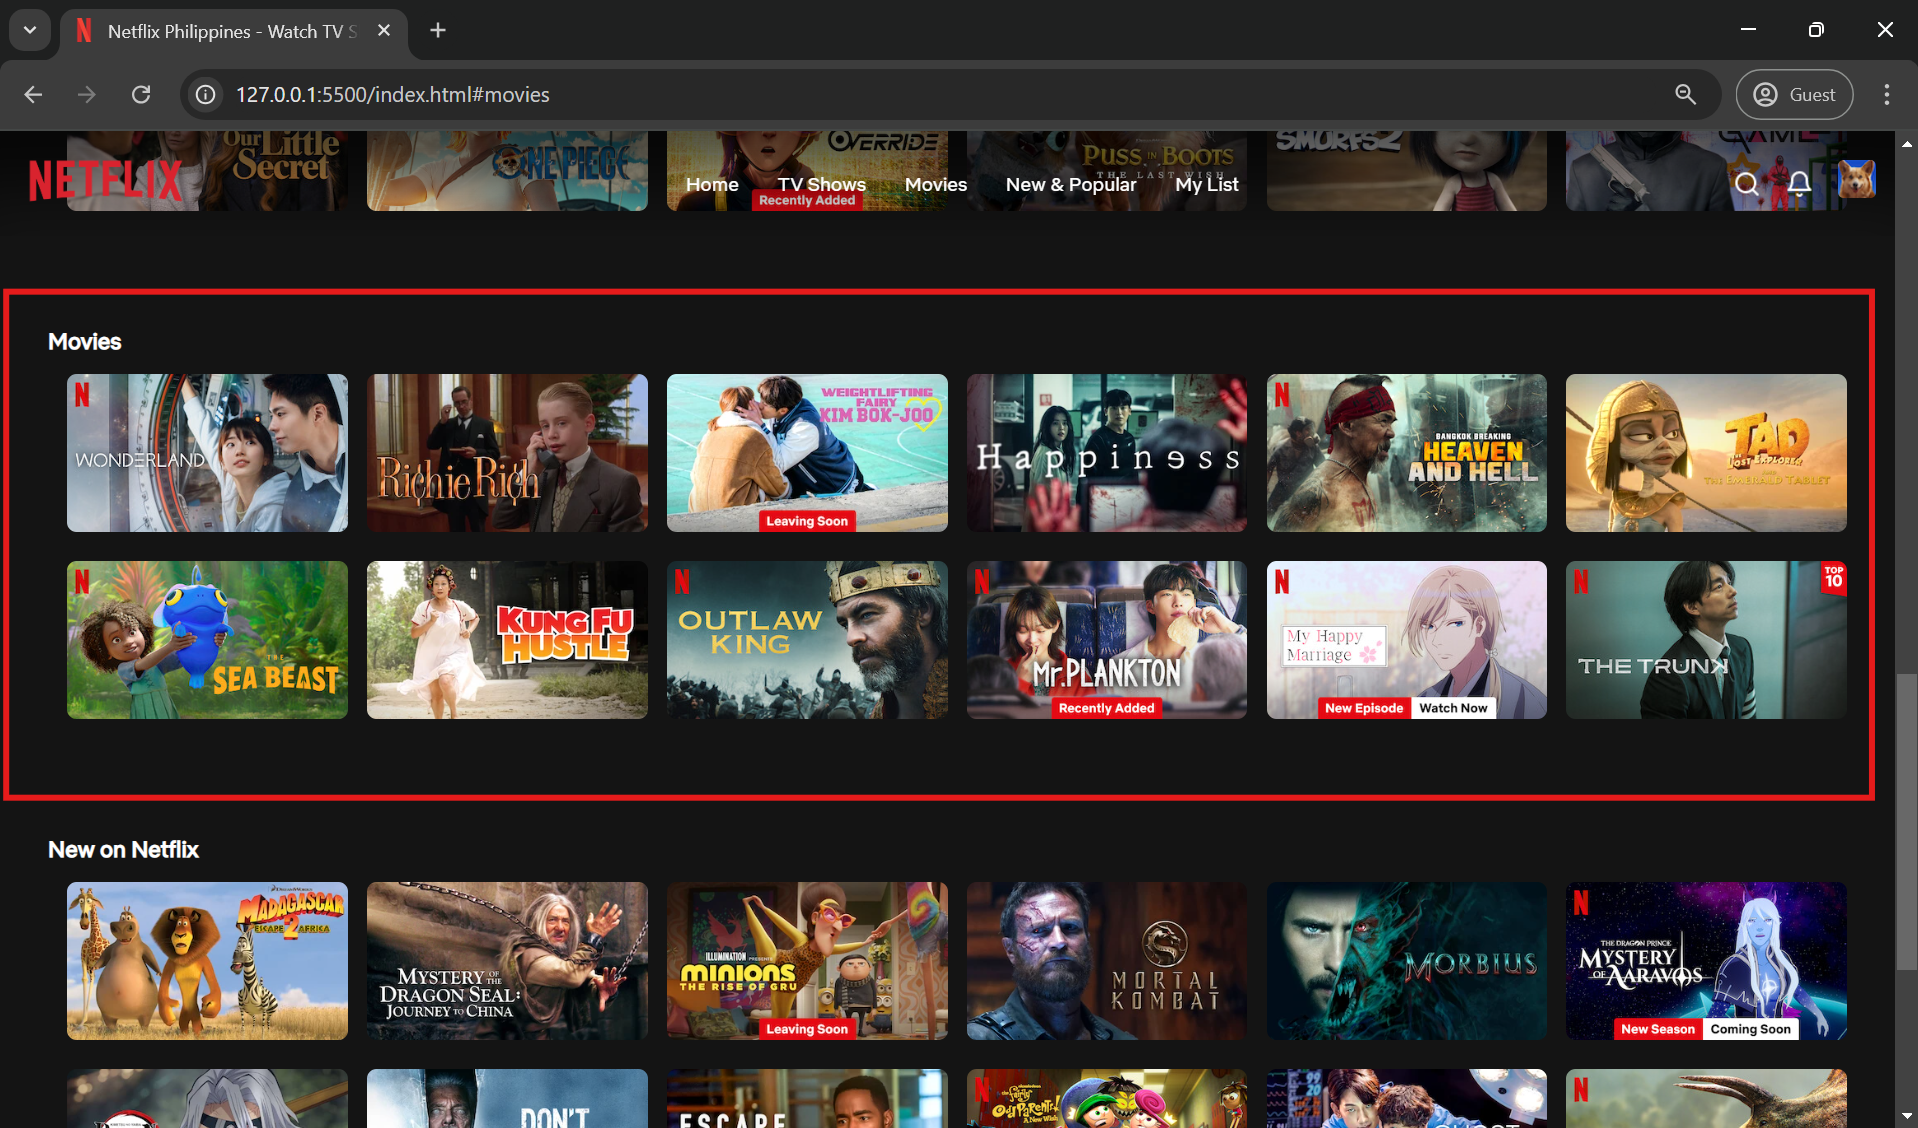 Netflix Philippines - Watch TV S
127.0.0.1:5500/index.html#movies
Guest
Our Little
Secret
ONE PIECE
OVERRIDE
PUSS IN BOOTS
THE LAST WISH
SMURFS 2
GAME
NETFLIX
Home
TV Shows
Movies
New & Popular
My List
Recently Added
Movies
N
WONDERLAND
Richie Rich
WEIGHTLIFTING
FAIRY
KIM BOK-JOO
Leaving Soon
Happiness
N
BANGKOK BREAKING
HEAVEN
AND HELL
TAD
THE LOST EXPLORER
AND
THE EMERALD TABLET
N
THE
SEA BEAST
KUNG FU
HUSTLE
N
OUTLAW
KING
N
Mr. PLANKTON
Recently Added
N
My Happy
Marriage
New Episode
Watch Now
N
TOP
10
THE TRUNK
New on Netflix
MADAGASCAR
ESCAPE 2 AFRICA
MYSTERY OF THE
DRAGON SEAL:
JOURNEY TO CHINA
ILLUMINATION PRESENTS
MINIONS
THE RISE OF GRU
Leaving Soon
MORTAL
KOMBAT
MORBIUS
N
THE DRAGON PRINCE
MYSTERY
OF AARAVOS
New Season
Coming Soon
DON'T
ESCAPE
N
nickelodeon
the fairly
OddParents!
A New Wish
N